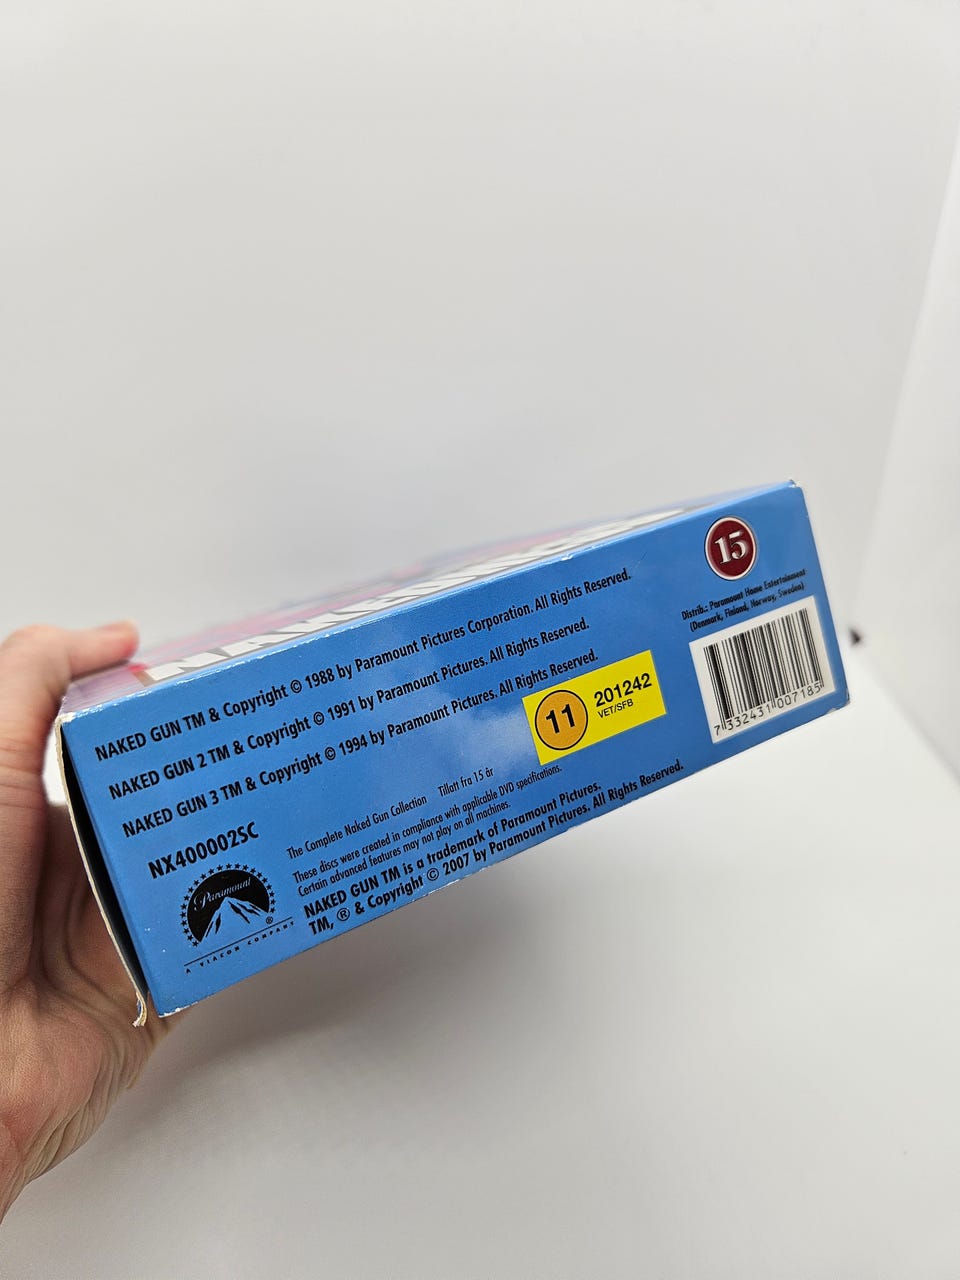 NAKED GUN TM & Copyright © 1988 by Paramount Pictures Corporation. All Rights Reserved.
NAKED GUN 2 TM & Copyright © 1991 by Paramount Pictures. All Rights Reserved.
NAKED GUN 3 TM & Copyright © 1994 by Paramount Pictures. All Rights Reserved.
NX400002SC
The Complete Naked Gun Collection Tillatt fra 15 år
These discs were created in compliance with applicable DVD specifications.
Certain advanced features may not play on all machines.
NAKED GUN TM is a trademark of Paramount Pictures.
TM, ® & Copyright © 2007 by Paramount Pictures. All Rights Reserved.
Paramount
®
A VIACOM COMPANY
11
201242
VET/SFB
15
Distrib.: Paramount Home Entertainment
(Denmark, Finland, Norway, Sweden)
7 332431 007185